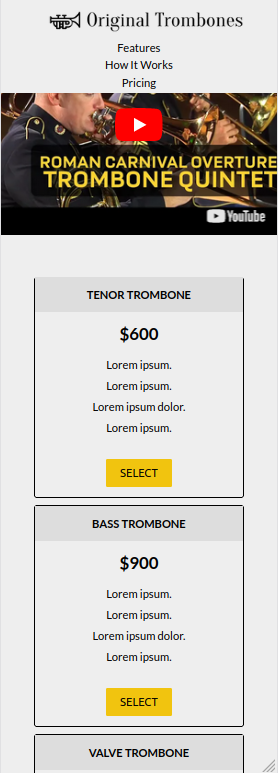 Original Trombones
Features
How It Works
Pricing
ROMAN CARNIVAL OVERTURE
TROMBONE QUINTET
YouTube
TENOR TROMBONE
$600
Lorem ipsum.
Lorem ipsum.
Lorem ipsum dolor.
Lorem ipsum.
SELECT
BASS TROMBONE
$900
Lorem ipsum.
Lorem ipsum.
Lorem ipsum dolor.
Lorem ipsum.
SELECT
VALVE TROMBONE